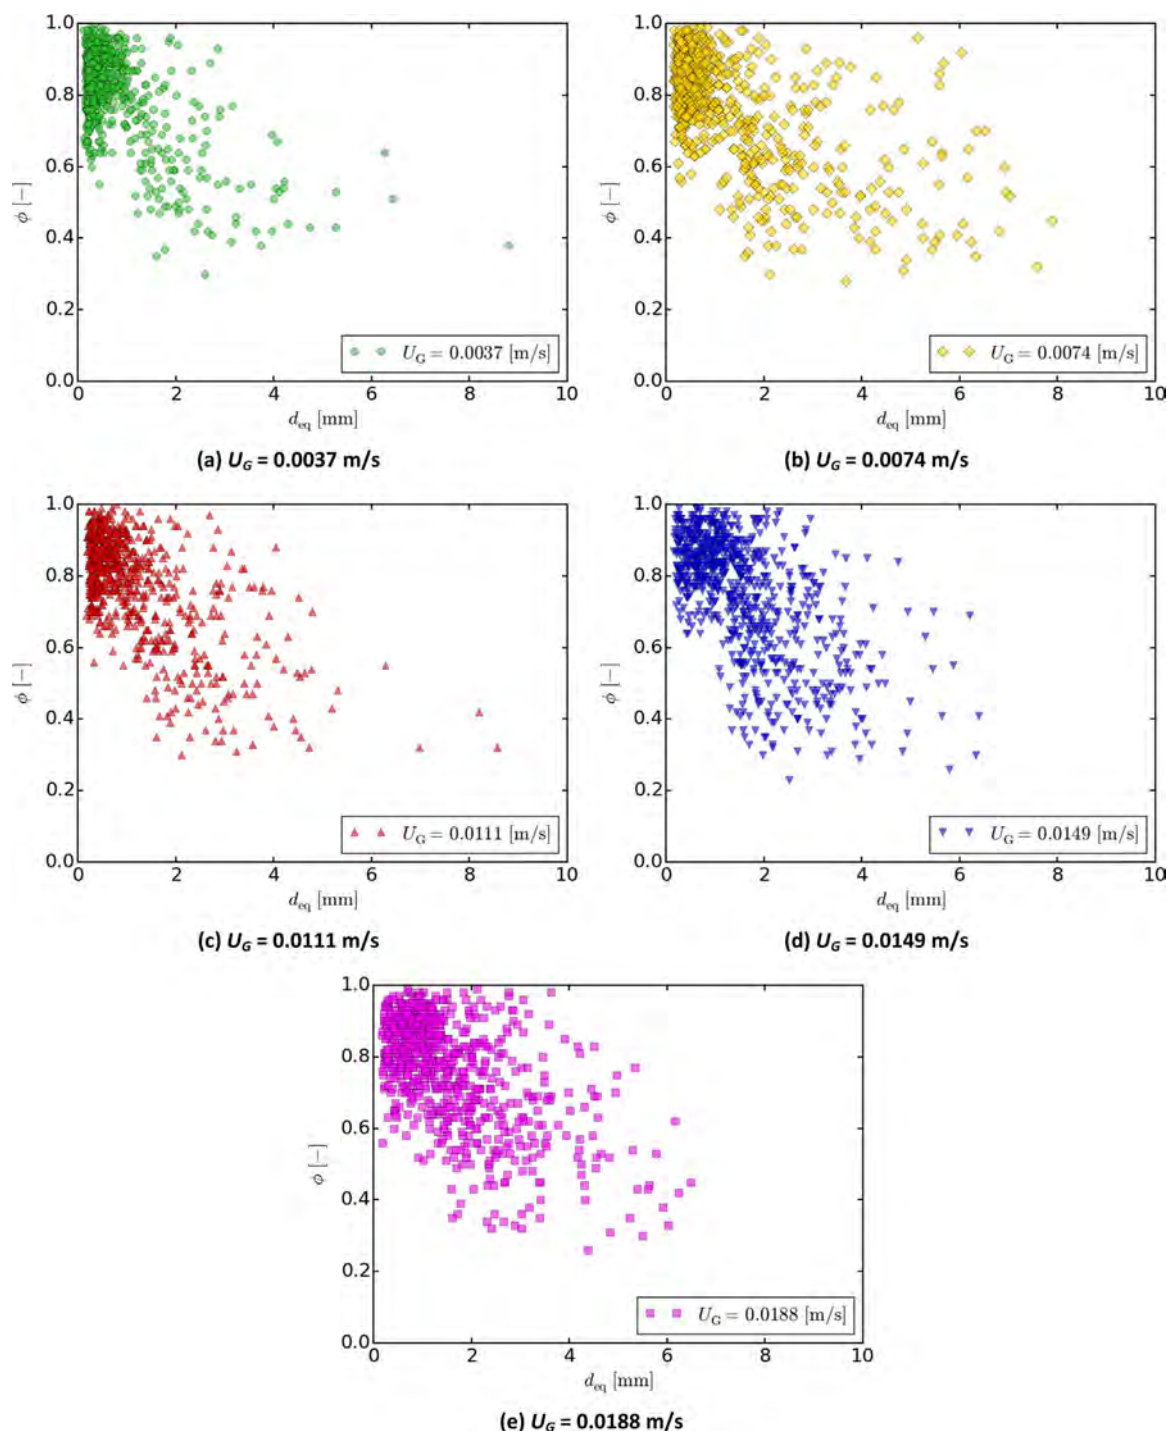 1.0 1.0
0.8 0.8
0.6 0.6
ϕ [−] ϕ [−]
0.4 0.4
0.2 0.2
U_G = 0.0037 [m/s] U_G = 0.0074 [m/s]
0.0 0.0
0 2 4 6 8 10 0 2 4 6 8 10
d_eq [mm] d_eq [mm]
(a) U_G = 0.0037 m/s (b) U_G = 0.0074 m/s
1.0 1.0
0.8 0.8
0.6 0.6
ϕ [−] ϕ [−]
0.4 0.4
0.2 0.2
U_G = 0.0111 [m/s] U_G = 0.0149 [m/s]
0.0 0.0
0 2 4 6 8 10 0 2 4 6 8 10
d_eq [mm] d_eq [mm]
(c) U_G = 0.0111 m/s (d) U_G = 0.0149 m/s
1.0
0.8
0.6
ϕ [−]
0.4
0.2
U_G = 0.0188 [m/s]
0.0
0 2 4 6 8 10
d_eq [mm]
(e) U_G = 0.0188 m/s